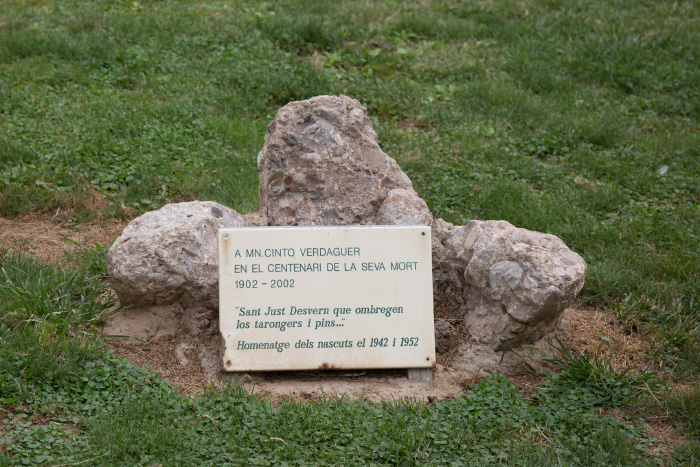 A MN. CINTO VERDAGUER
EN EL CENTENARI DE LA SEVA MORT
1902 - 2002
"Sant Just Desvern que ombregen
los tarongers i pins..."
Homenatge dels nascuts el 1942 i 1952